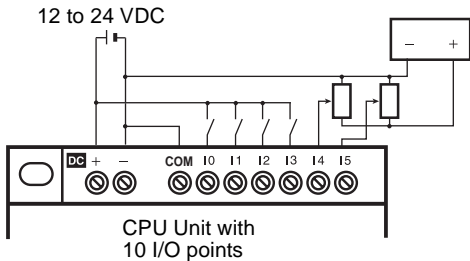 12 to 24 VDC
− +
DC + − COM I0 I1 I2 I3 I4 I5
CPU Unit with
10 I/O points